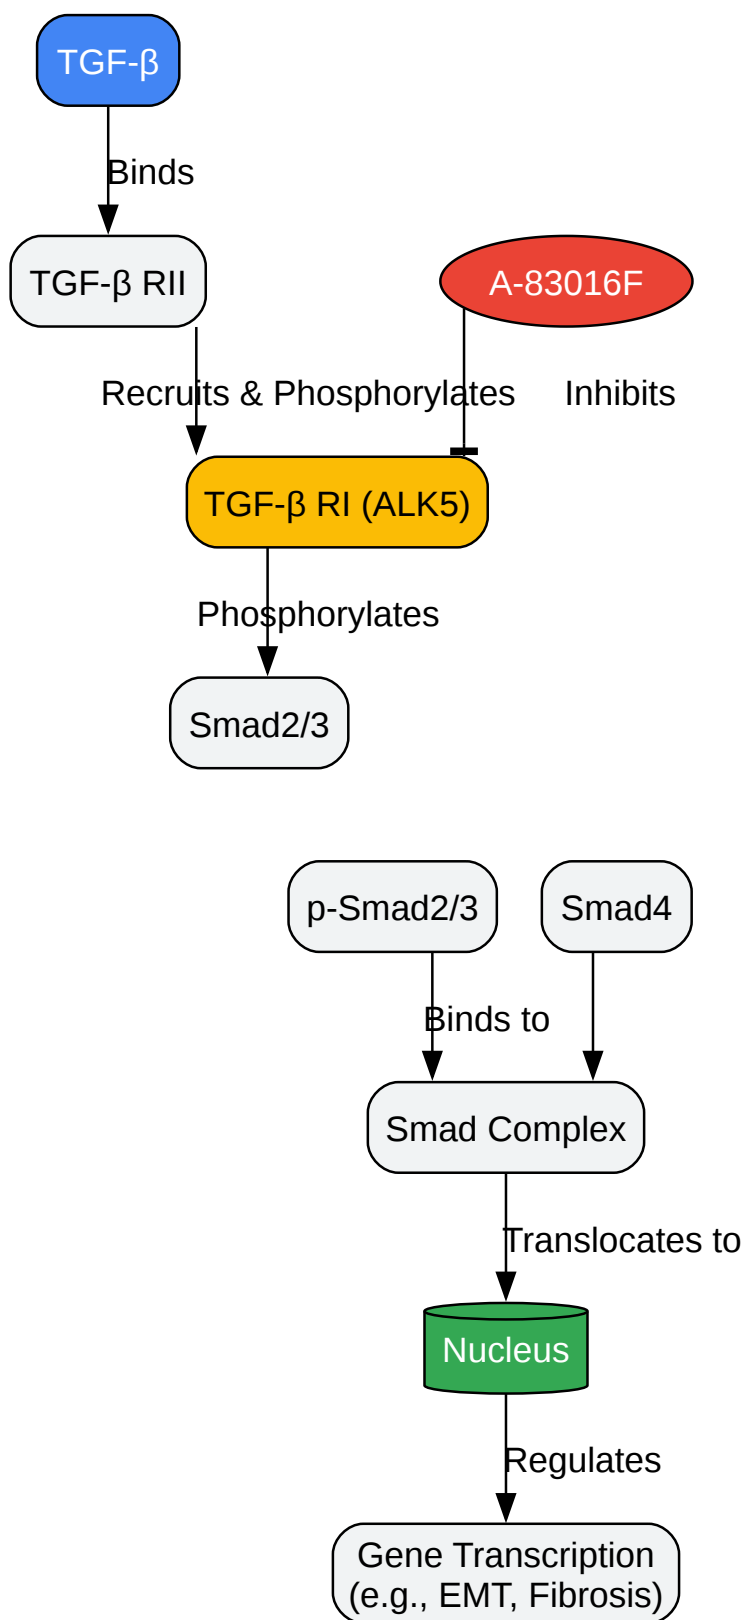 TGF-β
Binds
TGF-β RII
A-83016F
Recruits & Phosphorylates
Inhibits
TGF-β RI (ALK5)
Phosphorylates
Smad2/3
p-Smad2/3
Smad4
Binds to
Smad Complex
Translocates to
Nucleus
Regulates
Gene Transcription
(e.g., EMT, Fibrosis)